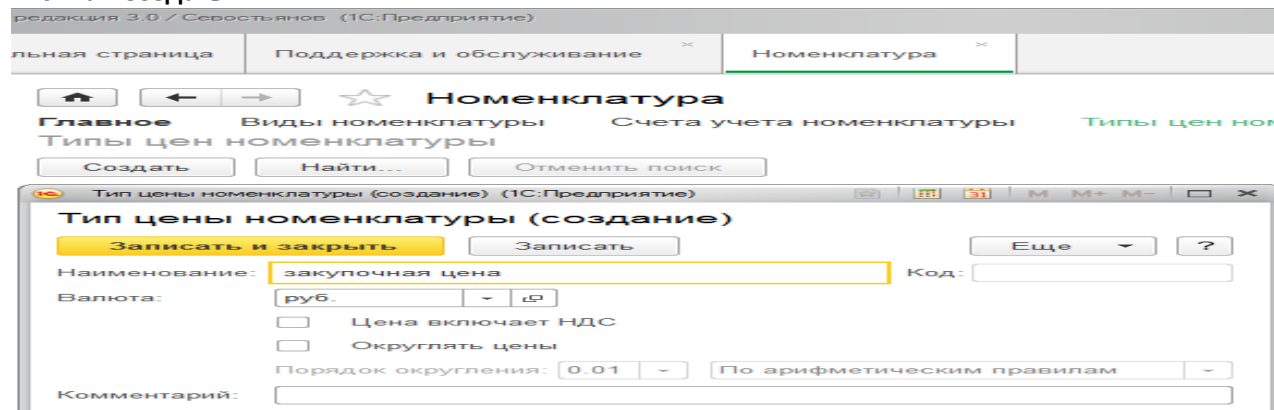 редакция 3.0 / Севостьянов (1С:Предприятие)
льная страница Поддержка и обслуживание × Номенклатура ×
Номенклатура
Главное Виды номенклатуры Счета учета номенклатуры Типы цен ном
Типы цен номенклатуры
Создать Найти... Отменить поиск
Тип цены номенклатуры (создание) (1С:Предприятие) 31 M M+ M-
Тип цены номенклатуры (создание)
Записать и закрыть Записать Еще ?
Наименование: закупочная цена Код:
Валюта: руб.
Цена включает НДС
Округлять цены
Порядок округления: 0.01 По арифметическим правилам
Комментарий: